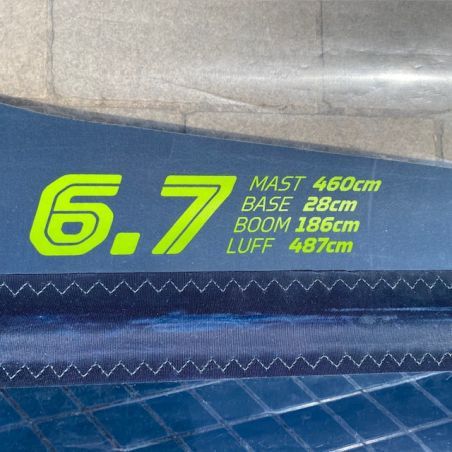 6.7
MAST 460cm
BASE 28cm
BOOM 186cm
LUFF 487cm